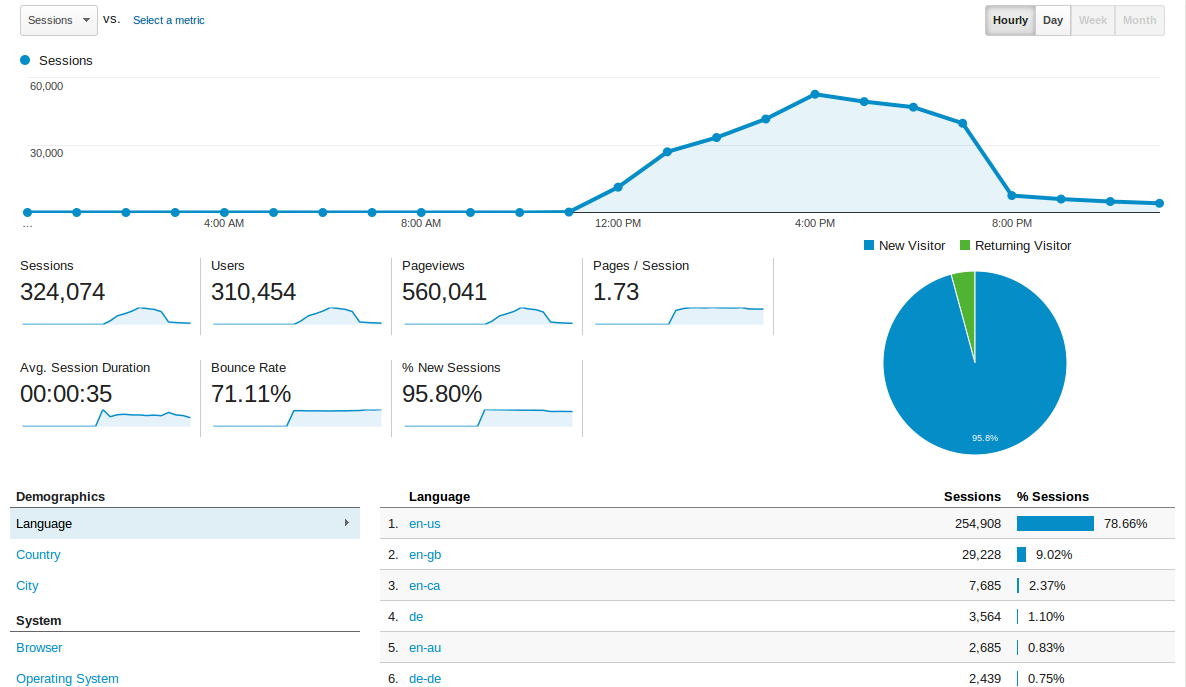 Sessions vs. Select a metric Hourly Day Week Month
Sessions
60,000
30,000
... 4:00 AM 8:00 AM 12:00 PM 4:00 PM 8:00 PM
New Visitor Returning Visitor
Sessions Users Pageviews Pages / Session
324,074 310,454 560,041 1.73
Avg. Session Duration Bounce Rate % New Sessions
00:00:35 71.11% 95.80%
95.8%
Demographics
Language
Country
City
System
Browser
Operating System
Language Sessions % Sessions
1. en-us 254,908 78.66%
2. en-gb 29,228 9.02%
3. en-ca 7,685 2.37%
4. de 3,564 1.10%
5. en-au 2,685 0.83%
6. de-de 2,439 0.75%